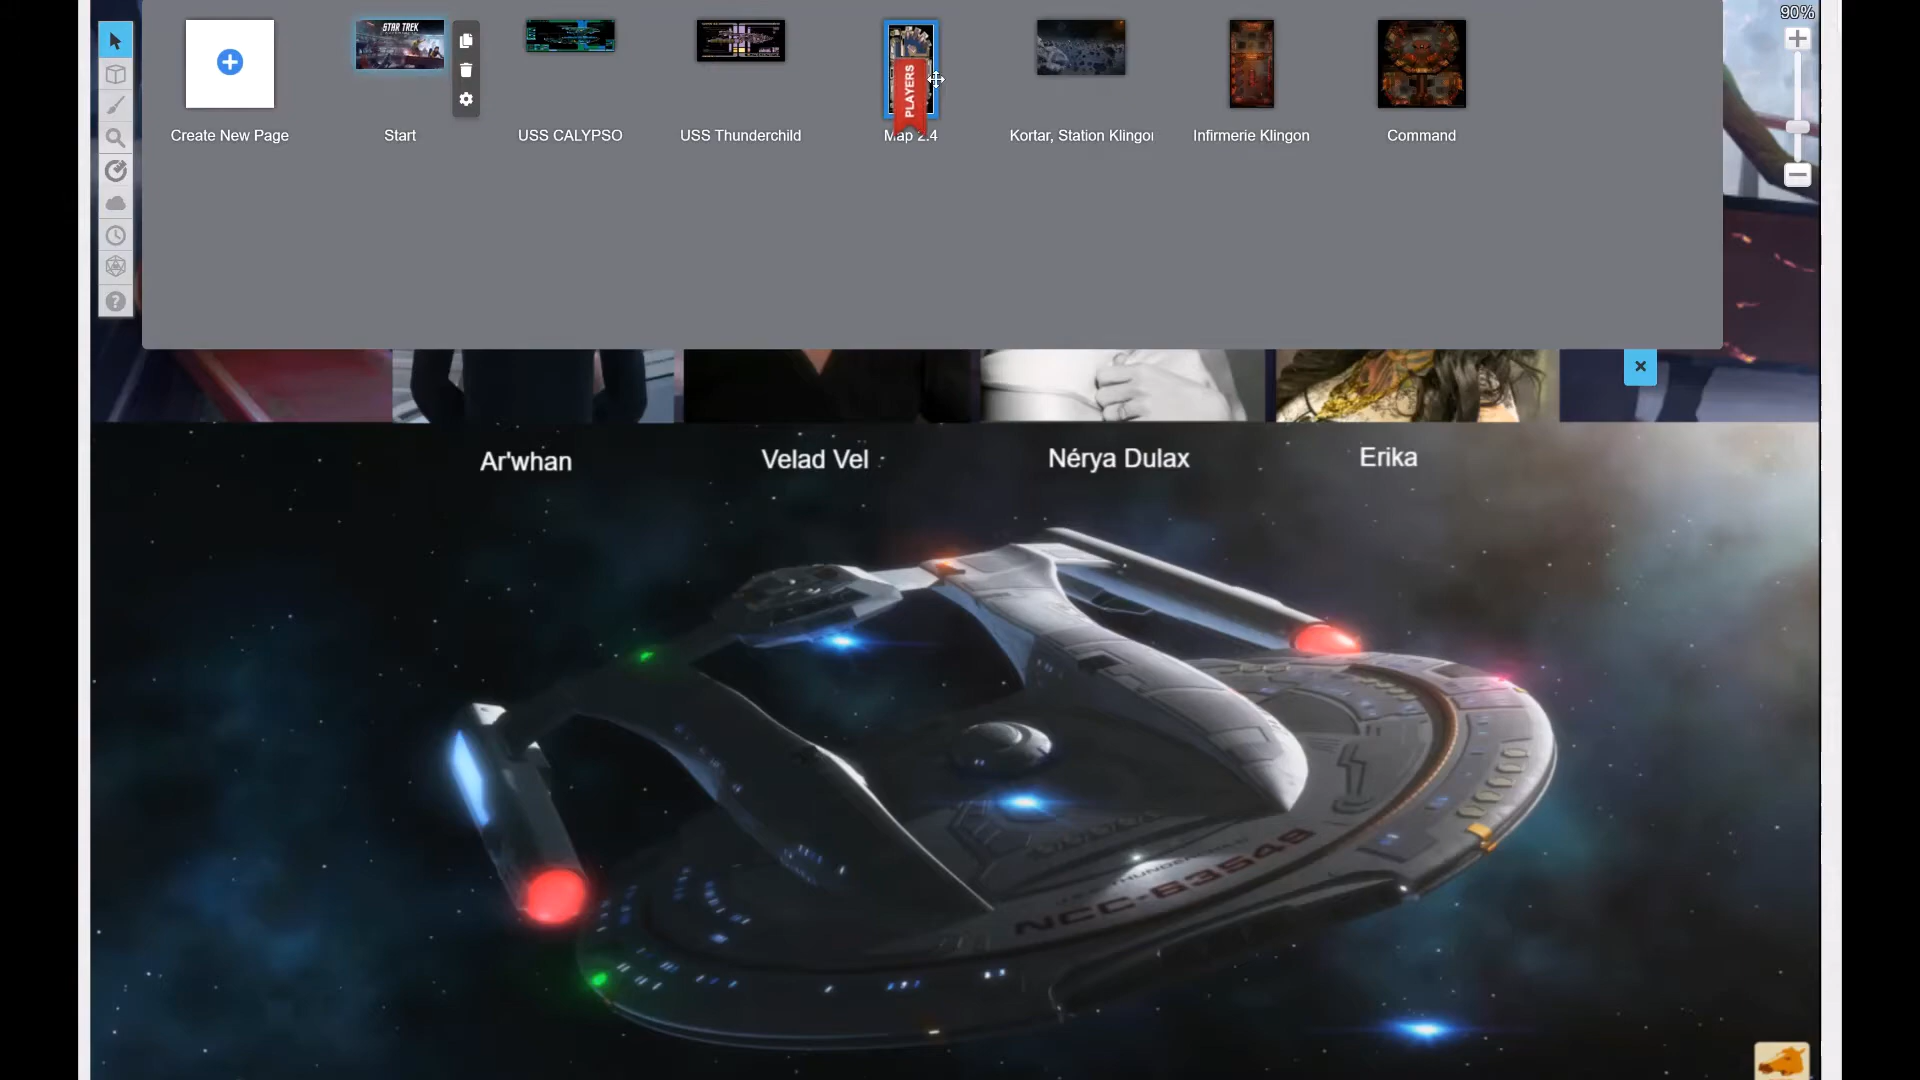 90%
STAR TREK
PLAYERS
Create New Page
Start
USS CALYPSO
USS Thunderchild
Map 2.4
Kortar, Station Klingon
Infirmerie Klingon
Command
Ar'whan
Velad Vel
Nérya Dulax
Erika
NCC-63549